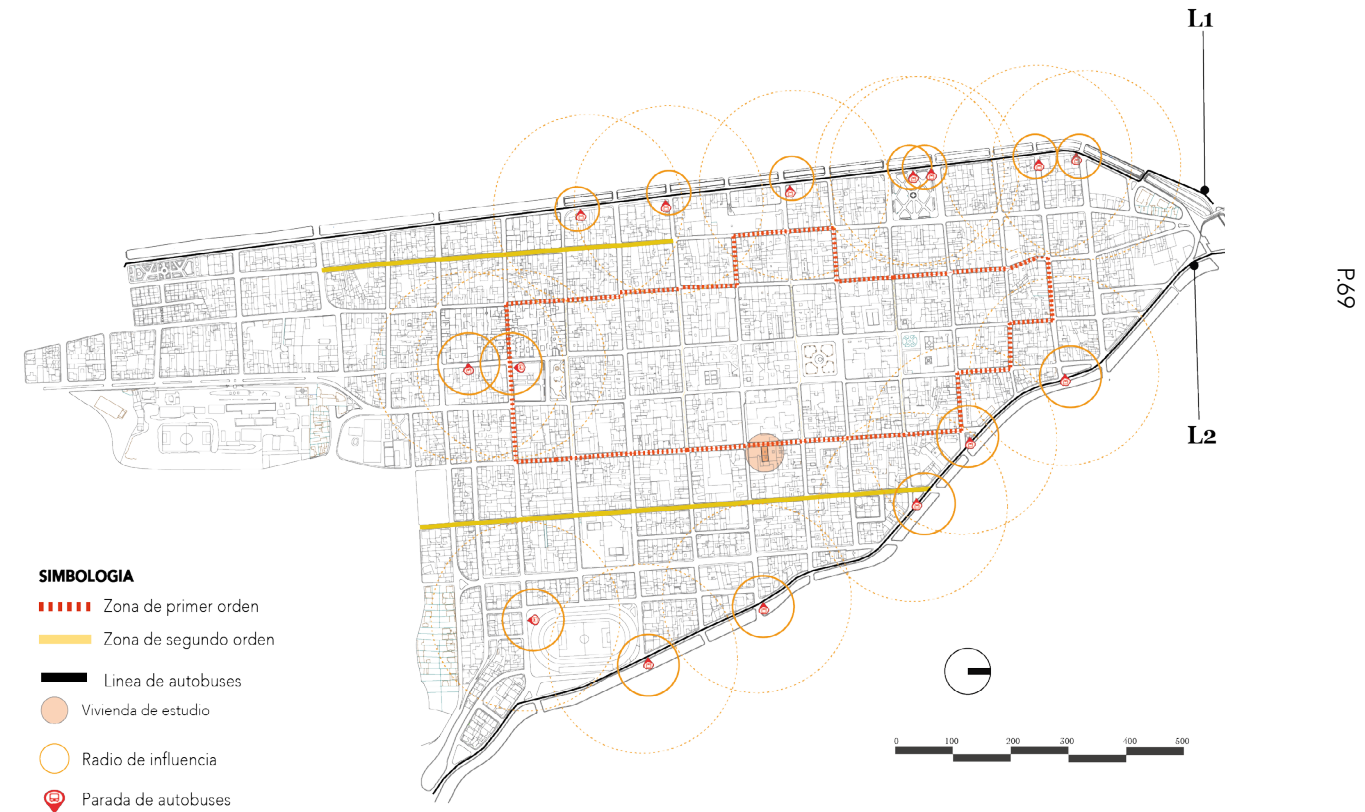 L1
P.69
L2
SIMBOLOGIA
Zona de primer orden
Zona de segundo orden
Linea de autobuses
Vivienda de estudio
Radio de influencia
Parada de autobuses
0 100 200 300 400 500